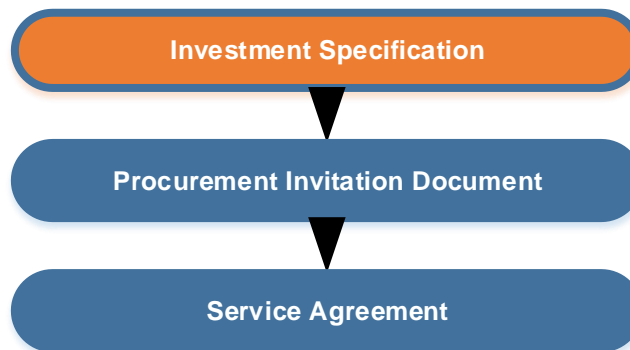 Investment Specification
Procurement Invitation Document
Service Agreement